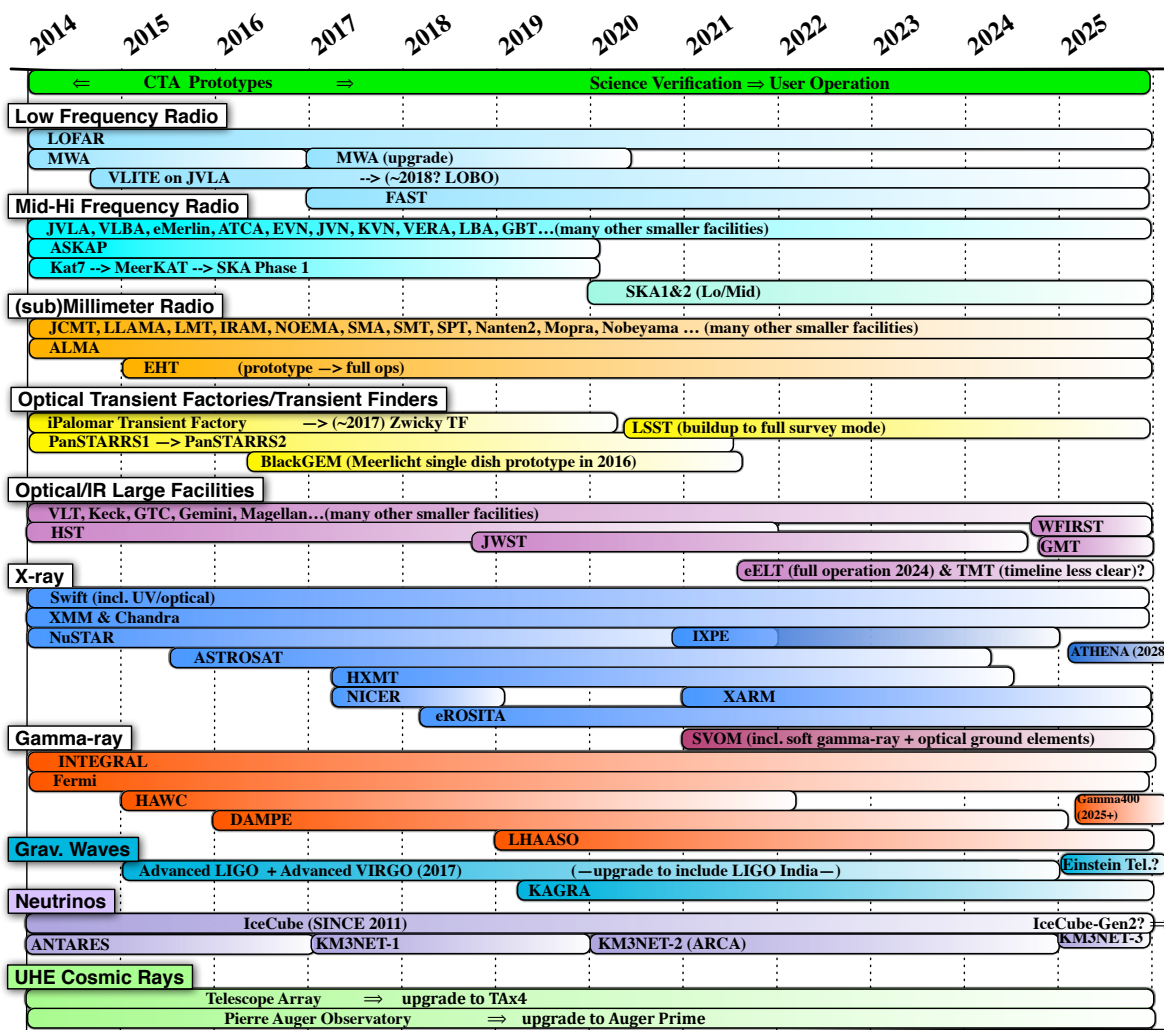 2014 2015 2016 2017 2018 2019 2020 2021 2022 2023 2024 2025
⇐ CTA Prototypes ⇒ Science Verification ⇒ User Operation
Low Frequency Radio
LOFAR
MWA MWA (upgrade)
VLITE on JVLA --> (~2018? LOBO)
FAST
Mid-Hi Frequency Radio
JVLA, VLBA, eMerlin, ATCA, EVN, JVN, KVN, VERA, LBA, GBT...(many other smaller facilities)
ASKAP
Kat7 --> MeerKAT --> SKA Phase 1
SKA1&2 (Lo/Mid)
(sub)Millimeter Radio
JCMT, LLAMA, LMT, IRAM, NOEMA, SMA, SMT, SPT, Nanten2, Mopra, Nobeyama … (many other smaller facilities)
ALMA
EHT (prototype —> full ops)
Optical Transient Factories/Transient Finders
iPalomar Transient Factory —> (~2017) Zwicky TF
LSST (buildup to full survey mode)
PanSTARRS1 —> PanSTARRS2
BlackGEM (Meerlicht single dish prototype in 2016)
Optical/IR Large Facilities
VLT, Keck, GTC, Gemini, Magellan…(many other smaller facilities)
HST WFIRST
JWST GMT
eELT (full operation 2024) & TMT (timeline less clear)?
X-ray
Swift (incl. UV/optical)
XMM & Chandra
NuSTAR IXPE
ASTROSAT ATHENA (2028
HXMT
NICER XARM
eROSITA
SVOM (incl. soft gamma-ray + optical ground elements)
Gamma-ray
INTEGRAL
Fermi
HAWC Gamma400
DAMPE (2025+)
LHAASO
Grav. Waves
Advanced LIGO + Advanced VIRGO (2017) (—upgrade to include LIGO India—) Einstein Tel.?
KAGRA
Neutrinos
IceCube (SINCE 2011) IceCube-Gen2? ⇒
ANTARES KM3NET-1 KM3NET-2 (ARCA) KM3NET-3
UHE Cosmic Rays
Telescope Array ⇒ upgrade to TAx4
Pierre Auger Observatory ⇒ upgrade to Auger Prime